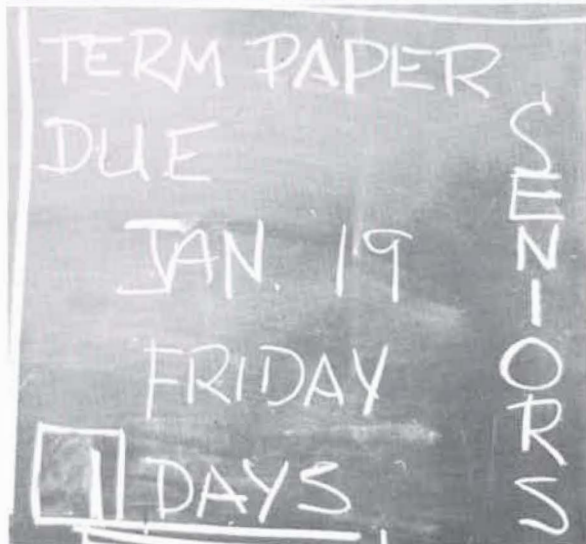 TERM PAPER
DUE
JAN. 19
FRIDAY
1 DAYS
SENIORS